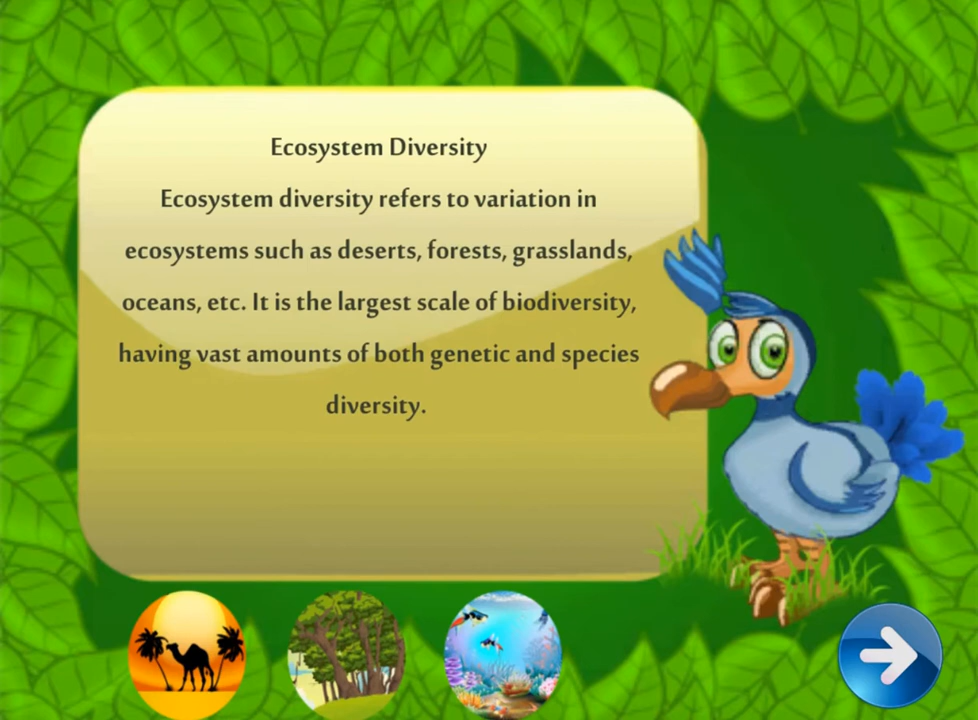 Ecosystem Diversity
Ecosystem diversity refers to variation in
ecosystems such as deserts, forests, grasslands,
oceans, etc. It is the largest scale of biodiversity,
having vast amounts of both genetic and species
diversity.